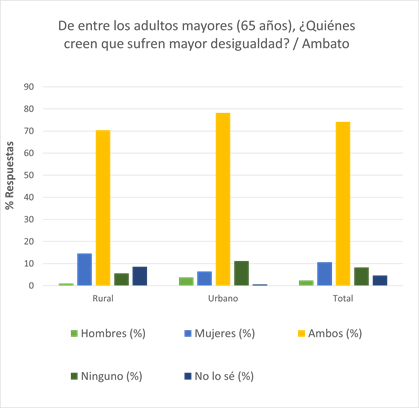 De entre los adultos mayores (65 años), ¿Quiénes
creen que sufren mayor desigualdad? / Ambato
% Respuestas
90
80
70
60
50
40
30
20
10
0
Rural Urbano Total
Hombres (%) Mujeres (%) Ambos (%)
Ninguno (%) No lo sé (%)